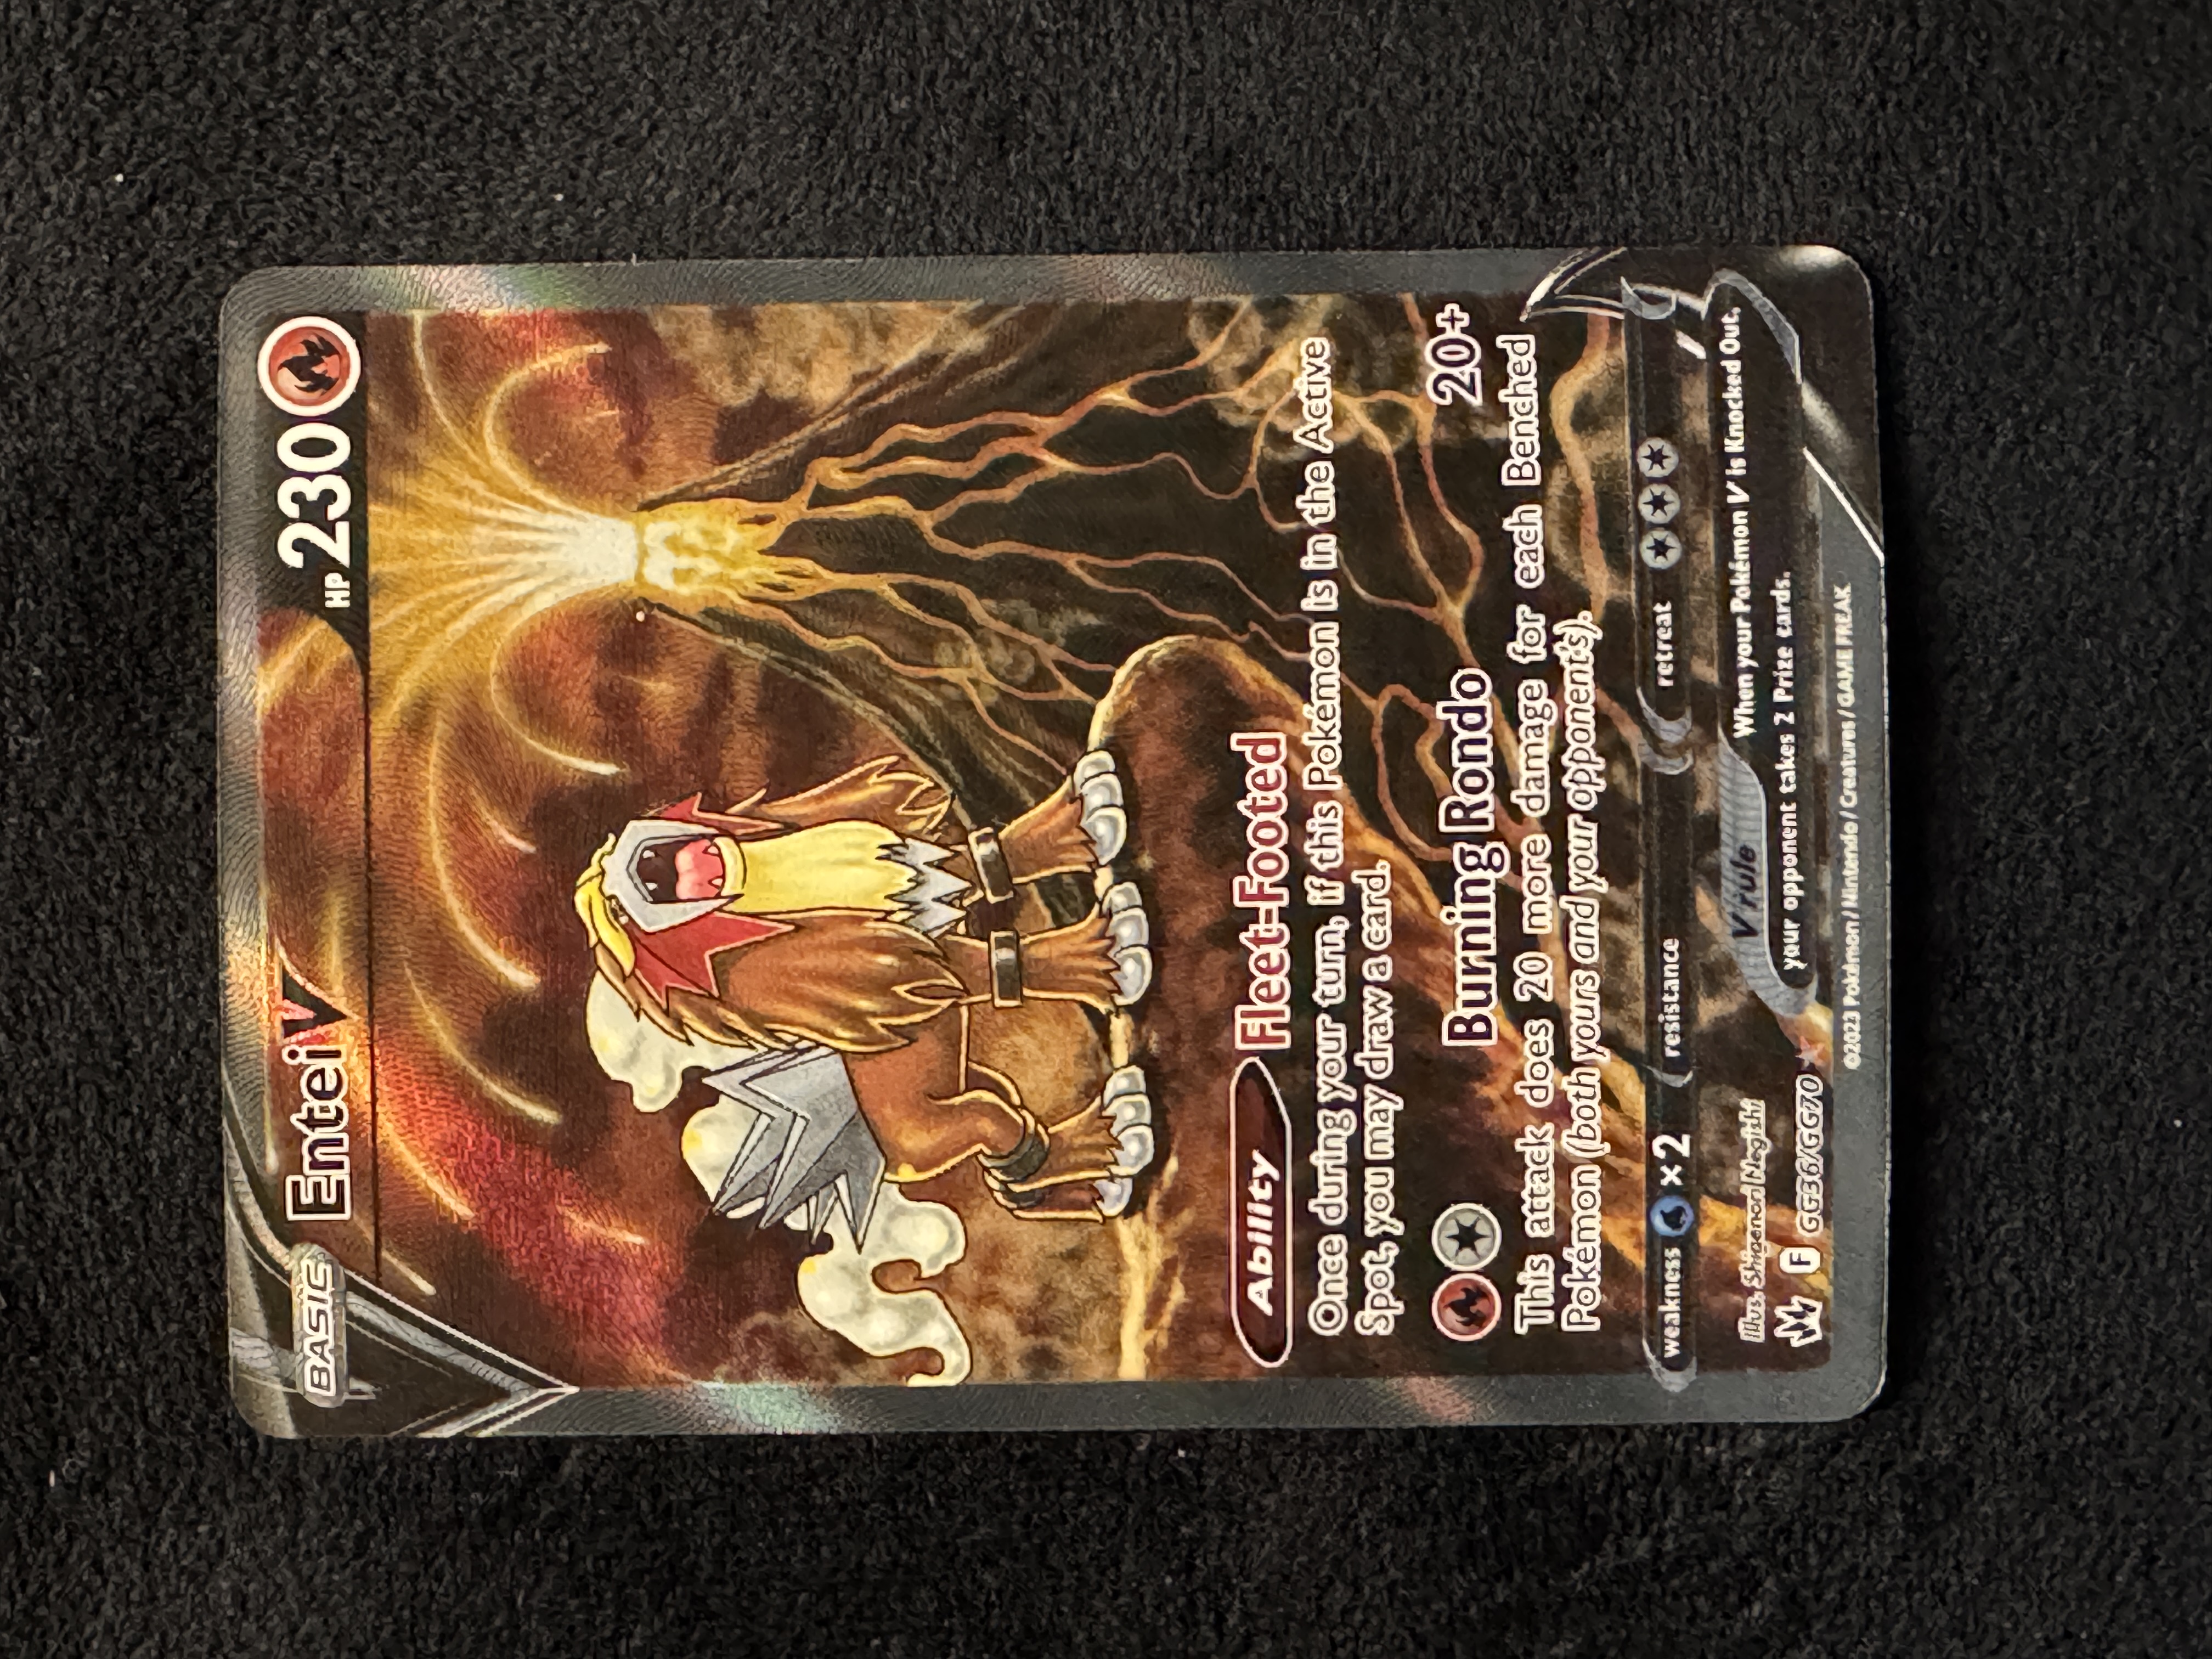 BASIC
Entei V
HP 230
Ability Fleet-Footed
Once during your turn, if this Pokémon is in the Active
Spot, you may draw a card.
Burning Rondo 20+
This attack does 20 more damage for each Benched
Pokémon (both yours and your opponent's).
weakness ×2 resistance retreat
Illus. Shigenori Negishi
F GG36/GG70
V rule When your Pokémon V is Knocked Out,
your opponent takes 2 Prize cards.
©2023 Pokémon / Nintendo / Creatures / GAME FREAK